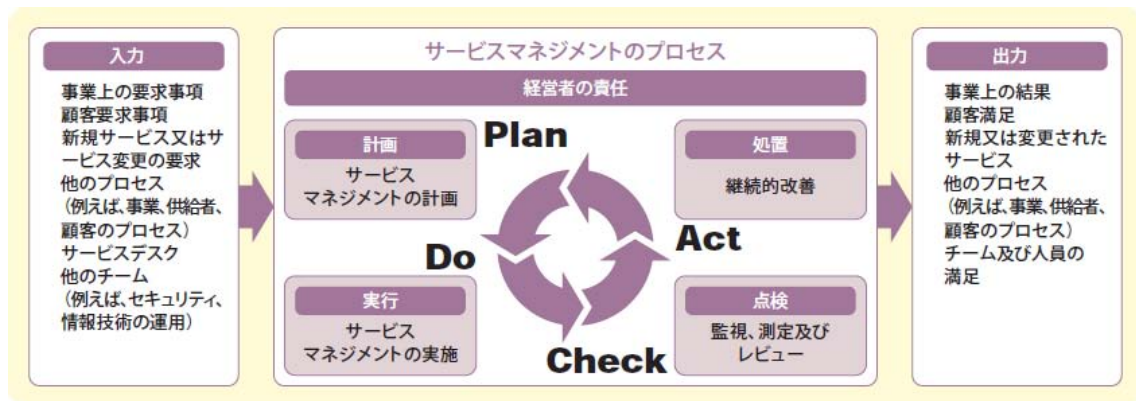 入力
事業上の要求事項
顧客要求事項
新規サービス又はサ
ービス変更の要求
他のプロセス
(例えば、事業、供給者、
顧客のプロセス)
サービスデスク
他のチーム
(例えば、セキュリティ、
情報技術の運用)
サービスマネジメントのプロセス
経営者の責任
計画
サービス
マネジメントの計画
Plan
処置
継続的改善
Do
Act
実行
サービス
マネジメントの実施
Check
点検
監視、測定及び
レビュー
出力
事業上の結果
顧客満足
新規又は変更された
サービス
他のプロセス
(例えば、事業、供給者、
顧客のプロセス)
チーム及び人員の
満足